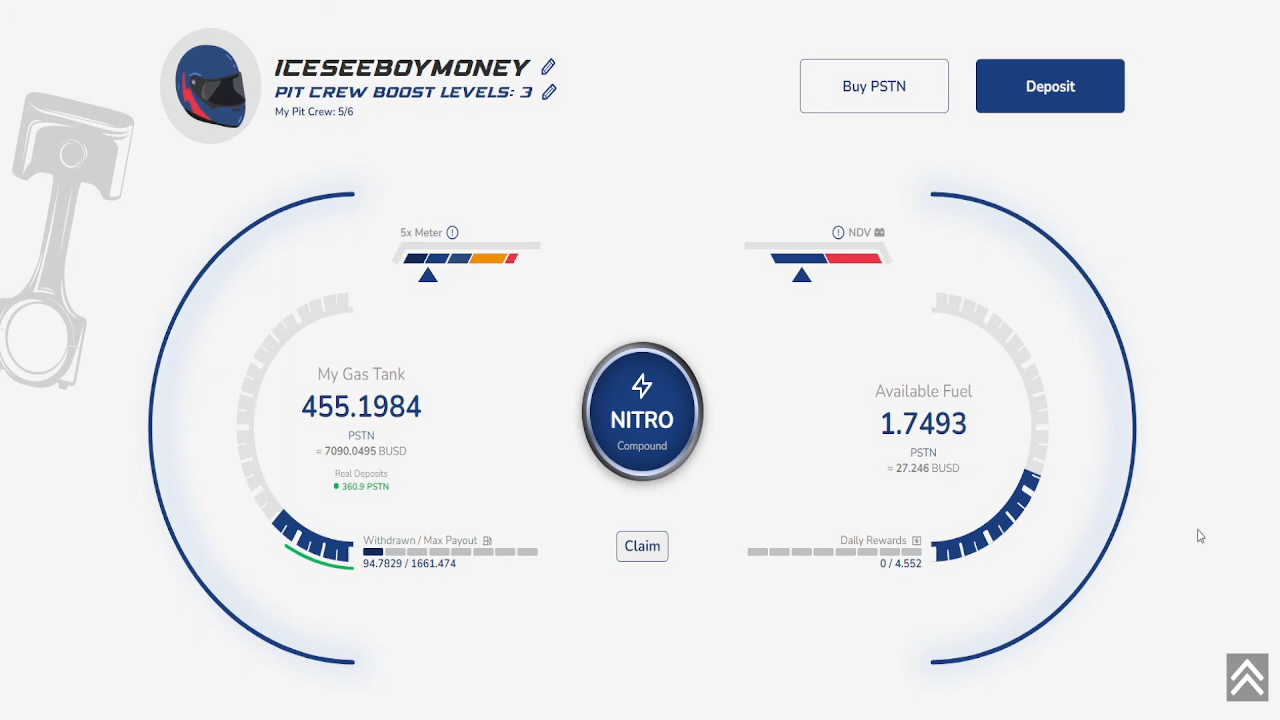 ICESEEBOYMONEY
PIT CREW BOOST LEVELS: 3
My Pit Crew: 5/6
Buy PSTN
Deposit
5x Meter
NDV
My Gas Tank
455.1984
PSTN
≈ 7090.0495 BUSD
Real Deposits
360.9 PSTN
NITRO
Compound
Available Fuel
1.7493
PSTN
≈ 27.246 BUSD
Withdrawn / Max Payout
94.7829 / 1661.474
Claim
Daily Rewards
0 / 4.552